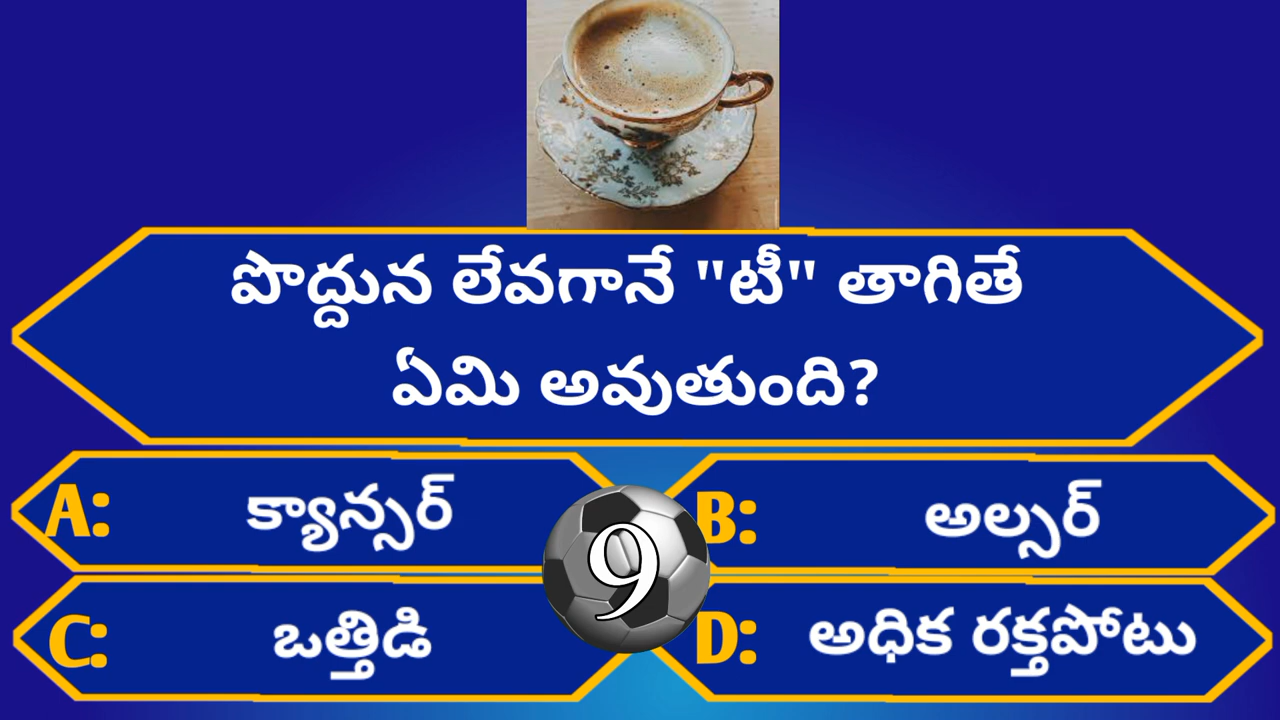 పొద్దున లేవగానే "టీ" తాగితే
ఏమి అవుతుంది?
A: క్యాన్సర్
B: అల్సర్
9
C: ఒత్తిడి
D: అధిక రక్తపోటు